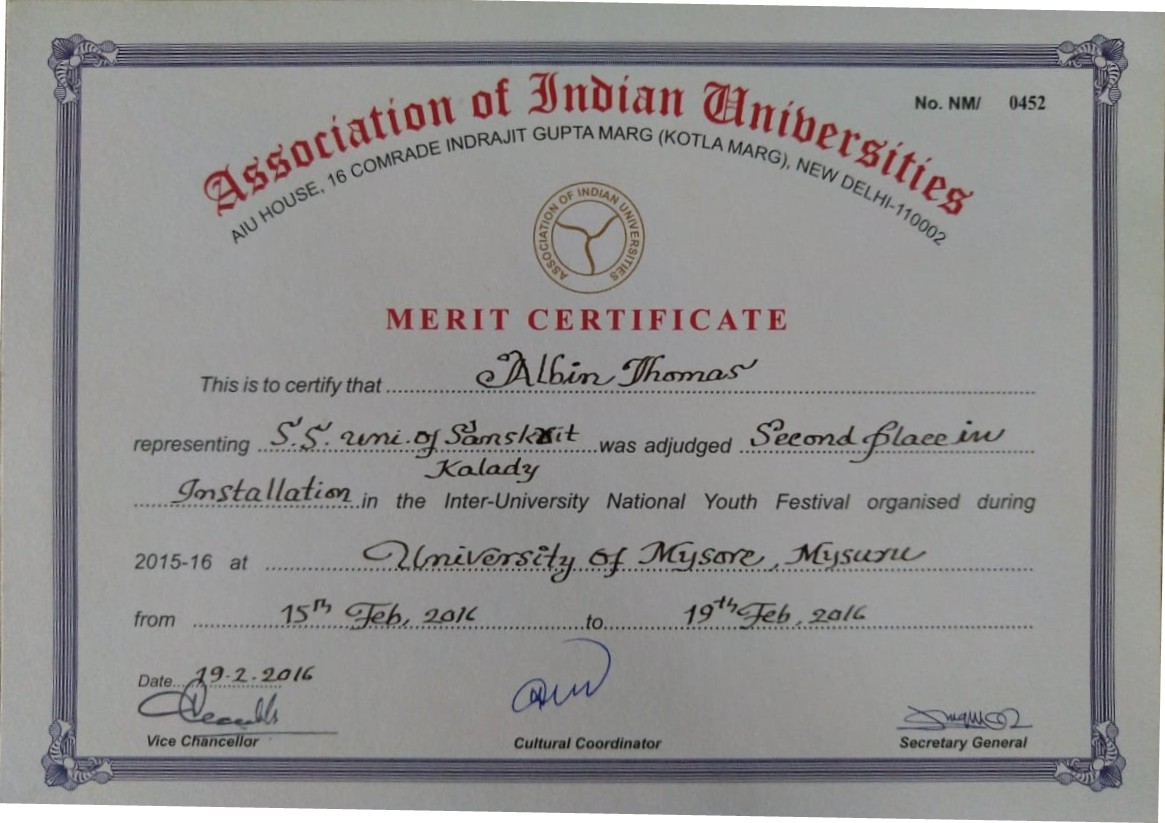 No. NM/ 0452
Association of Indian Universities
AIU HOUSE, 16 COMRADE INDRAJIT GUPTA MARG (KOTLA MARG), NEW DELHI-110002
ASSOCIATION OF INDIAN UNIVERSITIES
MERIT CERTIFICATE
This is to certify that Albin Thomas
representing S.S. uni. of Samskrit was adjudged Second place in
Kalady
Installation in the Inter-University National Youth Festival organised during
2015-16 at University of Mysore, Mysuru
from 15th Feb, 2016 to 19th Feb, 2016
Date 19.2.2016
Vice Chancellor Cultural Coordinator Secretary General